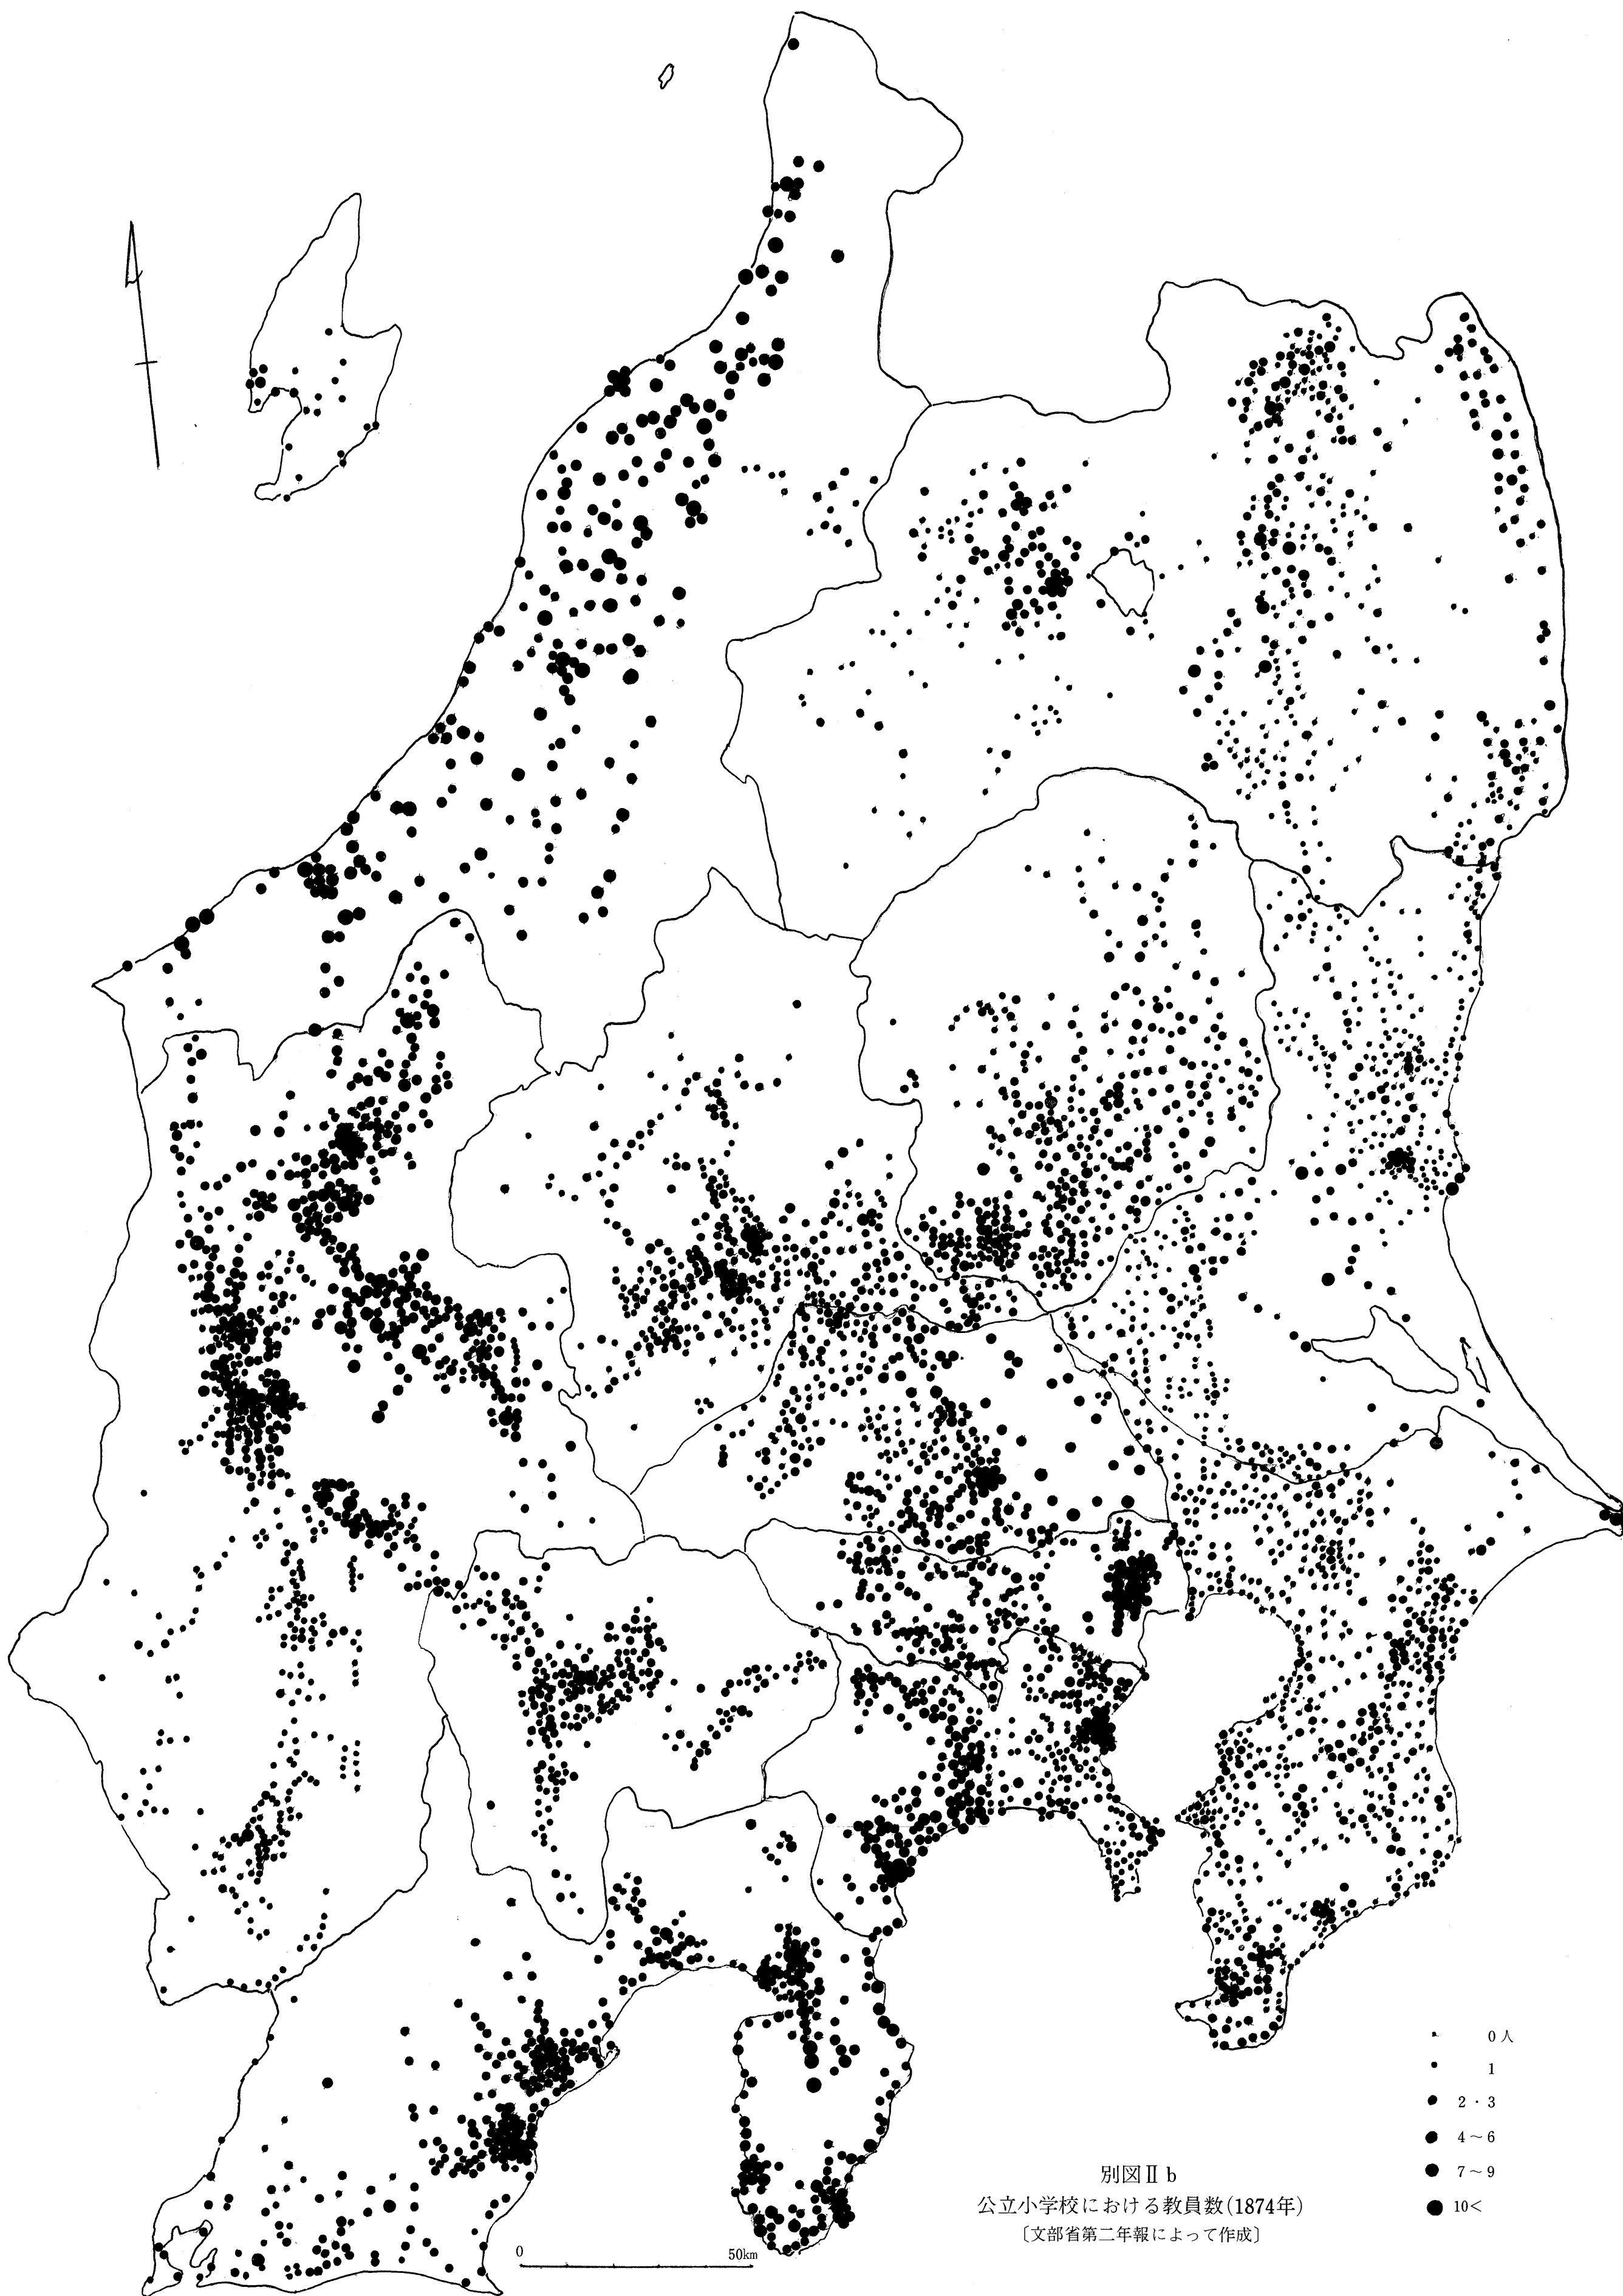 0人
1
2・3
4～6
7～9
10<
別図Ⅱb
公立小学校における教員数(1874年)
〔文部省第二年報によって作成〕
0 50km